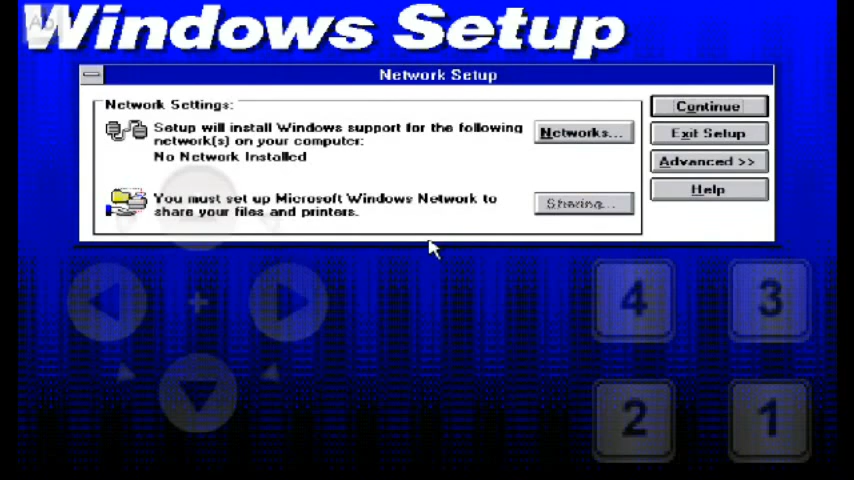 Windows Setup
Network Setup
Network Settings:
Setup will install Windows support for the following
network(s) on your computer:
No Network Installed
Networks...
You must set up Microsoft Windows Network to
share your files and printers.
Sharing...
Continue
Exit Setup
Advanced >>
Help
4
3
2
1